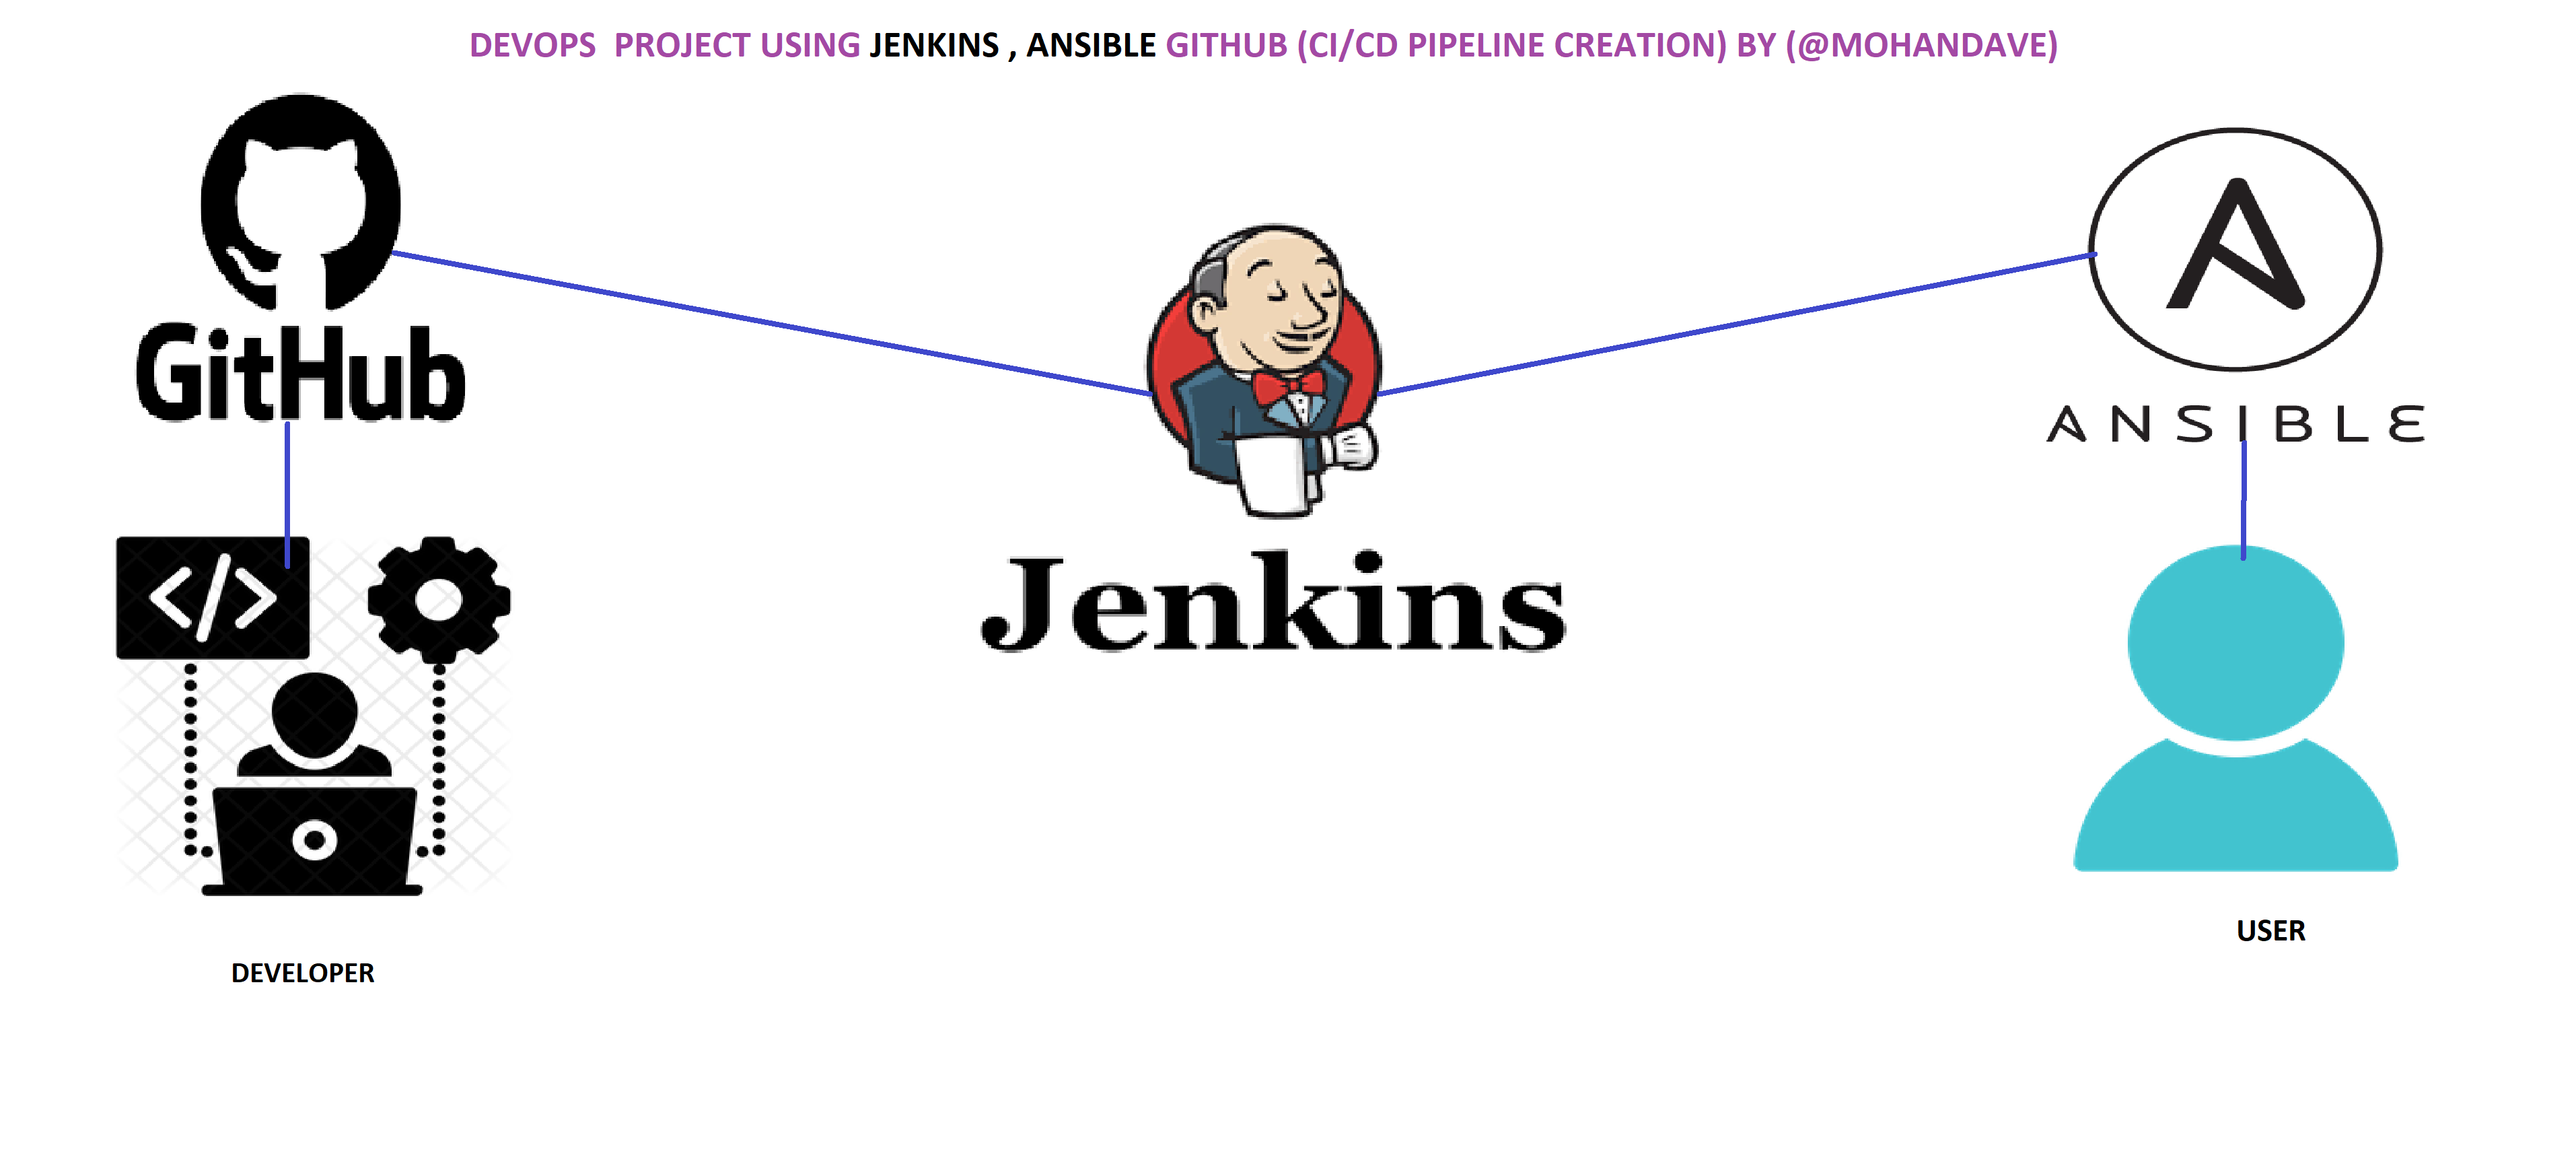 DEVOPS  PROJECT USING JENKINS , ANSIBLE GITHUB (CI/CD PIPELINE CREATION) BY (@MOHANDAVE)
GitHub
ANSIBLE
</>
Jenkins
USER
DEVELOPER